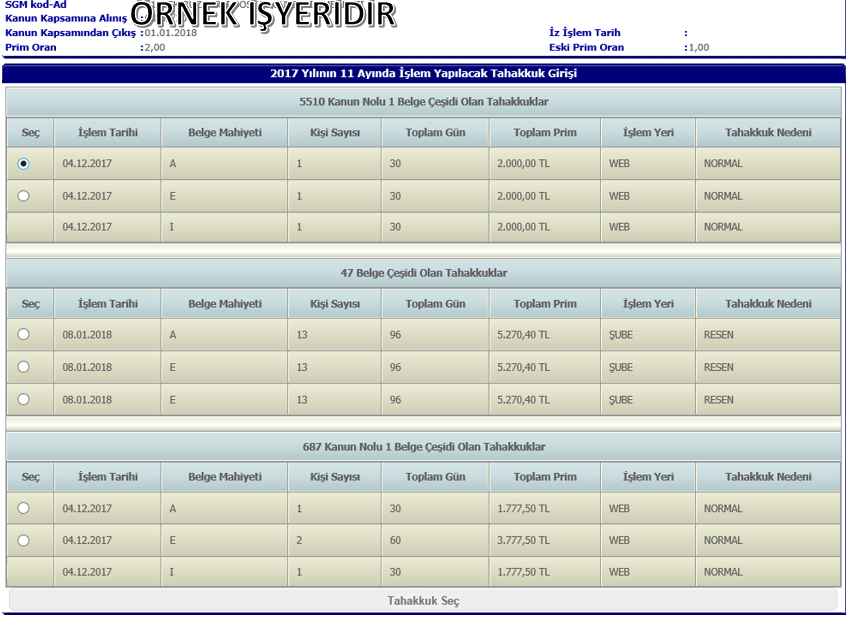 SGM kod-Ad
ÖRNEK İŞYERİDİR
Kanun Kapsamına Alınış
Kanun Kapsamından Çıkış :01.01.2018 İz İşlem Tarih :
Prim Oran :2,00 Eski Prim Oran :1,00
2017 Yılının 11 Ayında İşlem Yapılacak Tahakkuk Girişi
5510 Kanun Nolu 1 Belge Çeşidi Olan Tahakkuklar
Seç İşlem Tarihi Belge Mahiyeti Kişi Sayısı Toplam Gün Toplam Prim İşlem Yeri Tahakkuk Nedeni
04.12.2017 A 1 30 2.000,00 TL WEB NORMAL
04.12.2017 E 1 30 2.000,00 TL WEB NORMAL
04.12.2017 I 1 30 2.000,00 TL WEB NORMAL
47 Belge Çeşidi Olan Tahakkuklar
Seç İşlem Tarihi Belge Mahiyeti Kişi Sayısı Toplam Gün Toplam Prim İşlem Yeri Tahakkuk Nedeni
08.01.2018 A 13 96 5.270,40 TL ŞUBE RESEN
08.01.2018 E 13 96 5.270,40 TL ŞUBE RESEN
08.01.2018 E 13 96 5.270,40 TL ŞUBE RESEN
687 Kanun Nolu 1 Belge Çeşidi Olan Tahakkuklar
Seç İşlem Tarihi Belge Mahiyeti Kişi Sayısı Toplam Gün Toplam Prim İşlem Yeri Tahakkuk Nedeni
04.12.2017 A 1 30 1.777,50 TL WEB NORMAL
04.12.2017 E 2 60 3.777,50 TL WEB NORMAL
04.12.2017 I 1 30 1.777,50 TL WEB NORMAL
Tahakkuk Seç